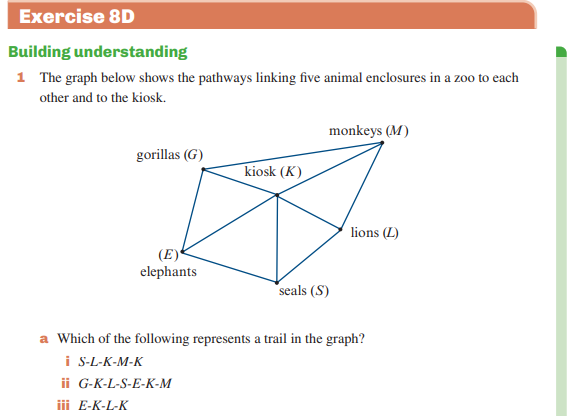 Exercise 8D
Building understanding
1 The graph below shows the pathways linking five animal enclosures in a zoo to each
other and to the kiosk.
monkeys (M)
gorillas (G)
kiosk (K)
lions (L)
(E)
elephants
seals (S)
a Which of the following represents a trail in the graph?
i S-L-K-M-K
ii G-K-L-S-E-K-M
iii E-K-L-K